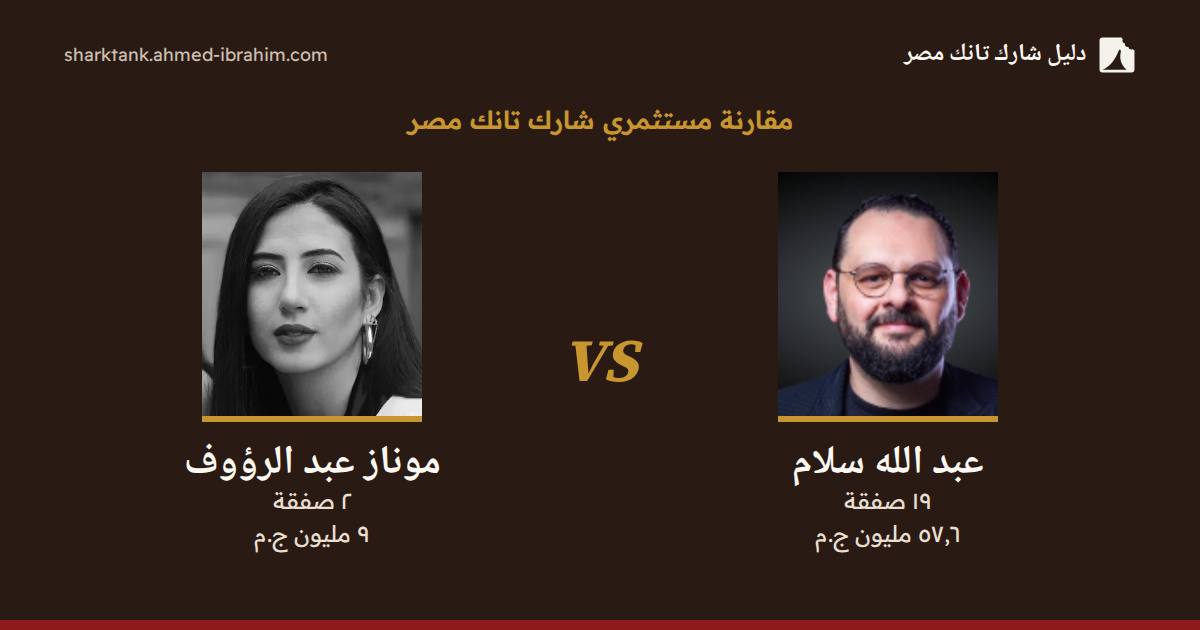 دليل شارك تانك مصر
sharktank.ahmed-ibrahim.com
مقارنة مستثمري شارك تانك مصر
عبد الله سلام
١٩ صفقة
٥٧,٦ مليون ج.م
VS
موناز عبد الرؤوف
٢ صفقة
٩ مليون ج.م